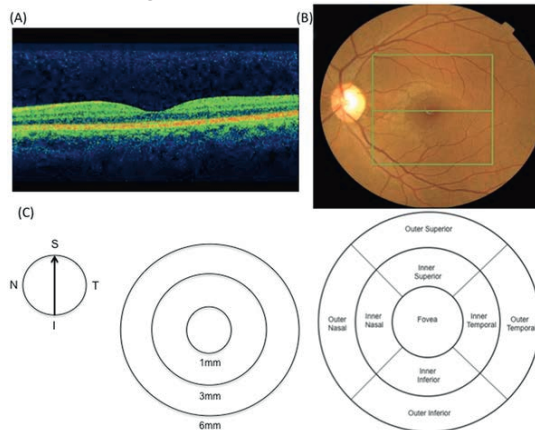 (A)
(B)
(C)
S
N T
I
1mm
3mm
6mm
Outer Superior
Inner
Superior
Outer
Nasal
Inner
Nasal
Fovea
Inner
Temporal
Outer
Temporal
Inner
Inferior
Outer Inferior